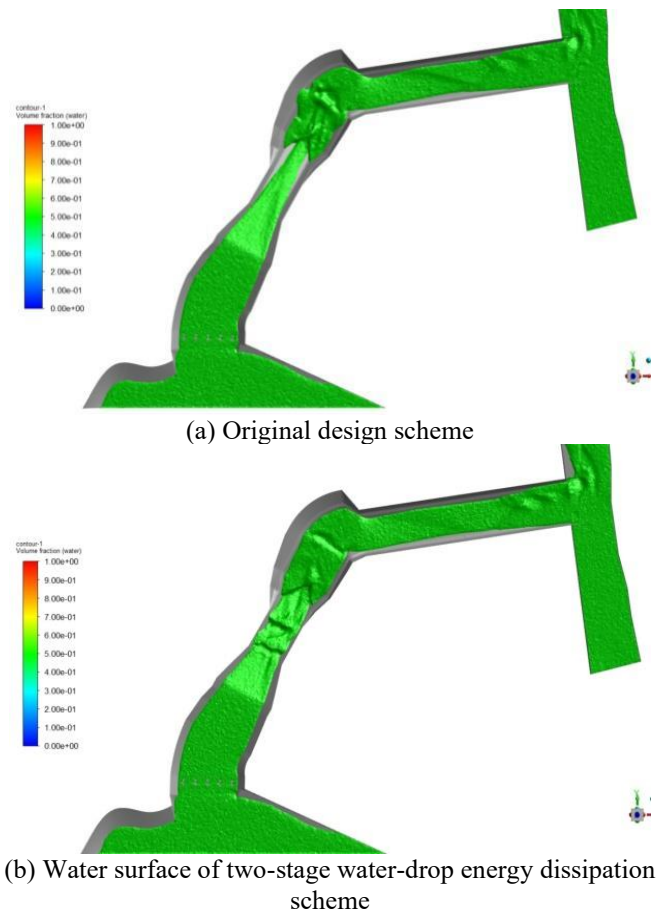 contour-1
Volume fraction (water)
1.00e+00
9.00e-01
8.00e-01
7.00e-01
6.00e-01
5.00e-01
4.00e-01
3.00e-01
2.00e-01
1.00e-01
0.00e+00
(a) Original design scheme
contour-1
Volume fraction (water)
1.00e+00
9.00e-01
8.00e-01
7.00e-01
6.00e-01
5.00e-01
4.00e-01
3.00e-01
2.00e-01
1.00e-01
0.00e+00
(b) Water surface of two-stage water-drop energy dissipation
scheme